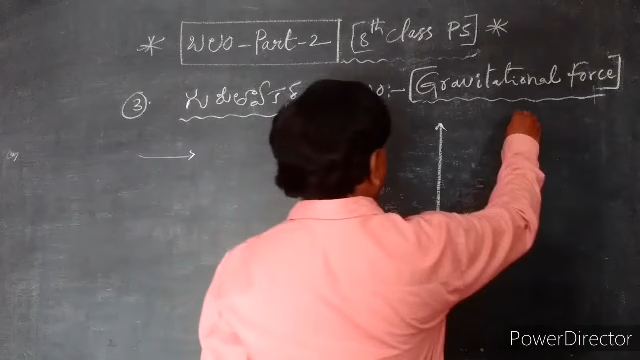 * బలం-Part-2 [8th Class PS] *
③. :- [Gravitational force]
PowerDirector